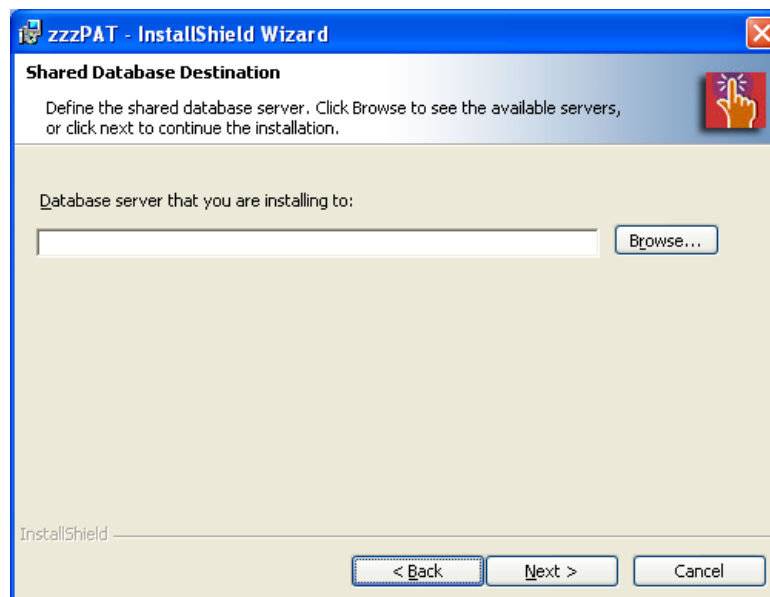 zzzPAT - InstallShield Wizard
Shared Database Destination
Define the shared database server. Click Browse to see the available servers,
or click next to continue the installation.
Database server that you are installing to:
Browse...
InstallShield
< Back
Next >
Cancel